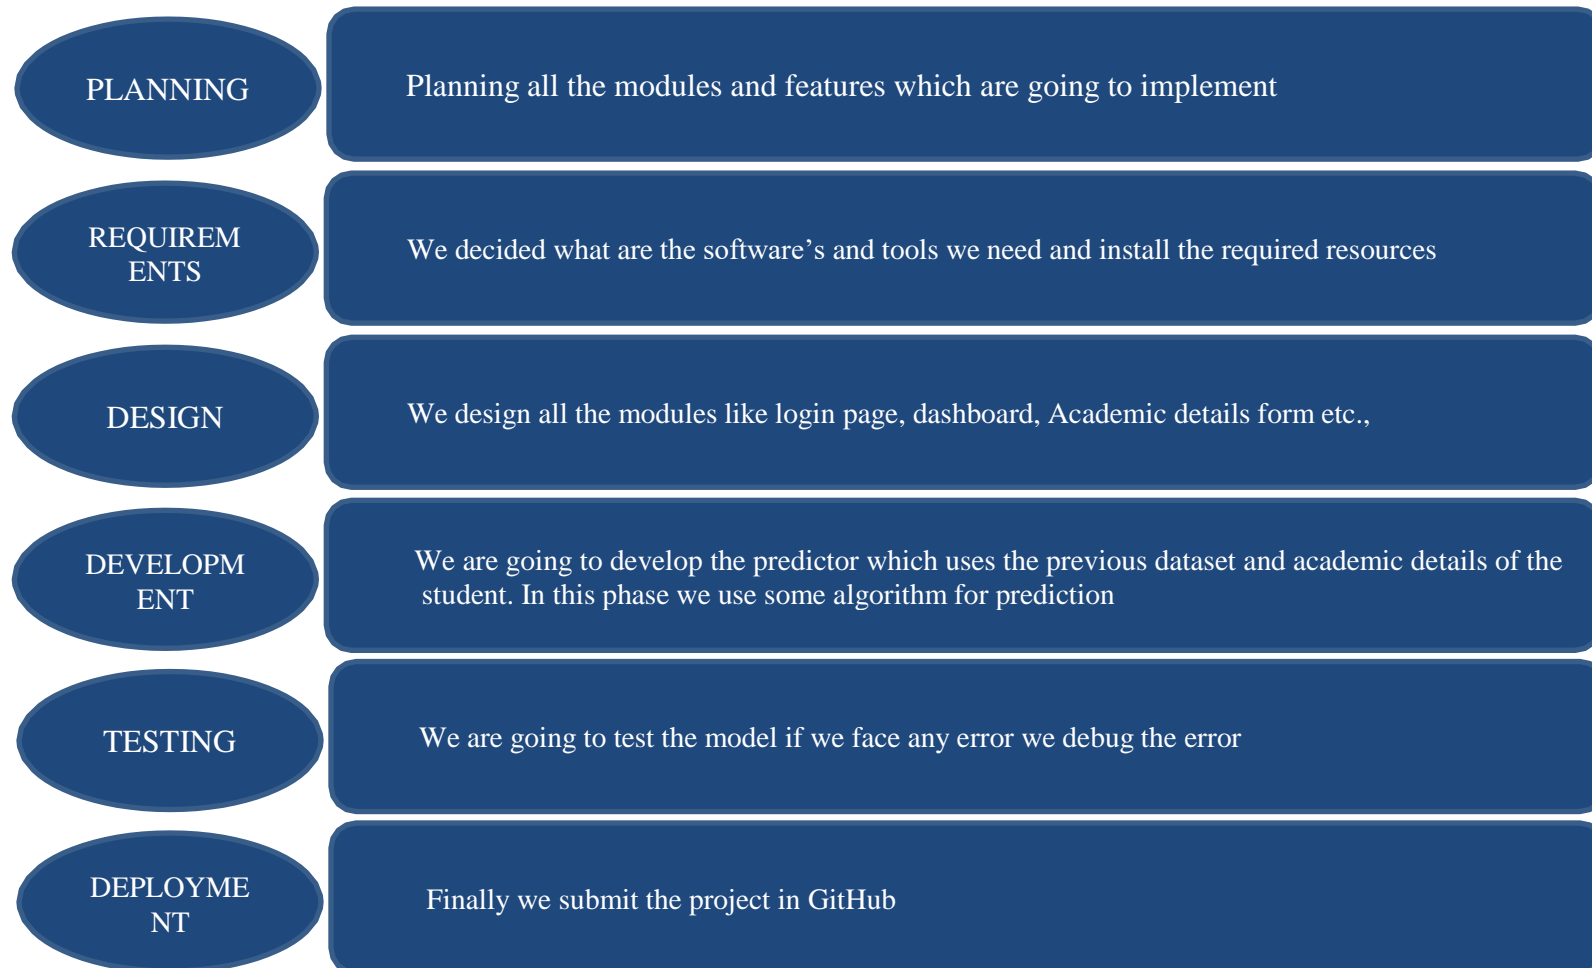 PLANNING
Planning all the modules and features which are going to implement
REQUIREM
ENTS
We decided what are the software’s and tools we need and install the required resources
DESIGN
We design all the modules like login page, dashboard, Academic details form etc.,
DEVELOPM
ENT
We are going to develop the predictor which uses the previous dataset and academic details of the
student. In this phase we use some algorithm for prediction
TESTING
We are going to test the model if we face any error we debug the error
DEPLOYME
NT
Finally we submit the project in GitHub